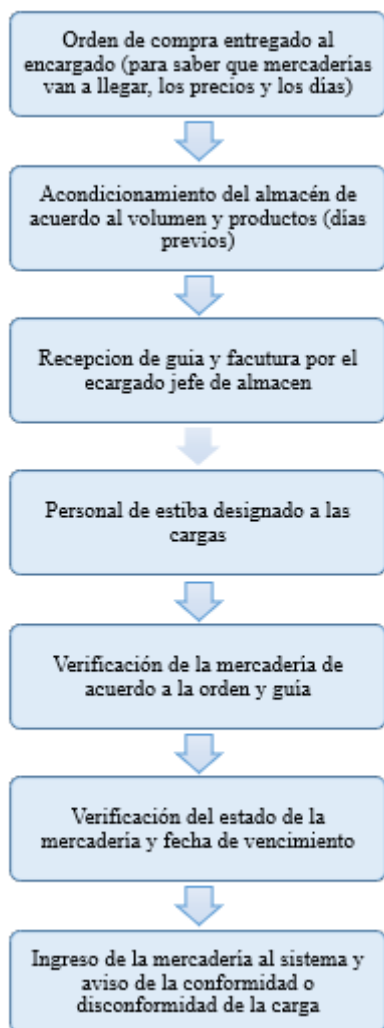 Orden de compra entregado al
encargado (para saber que mercaderías
van a llegar, los precios y los días)
Acondicionamiento del almacén de
acuerdo al volumen y productos (días
previos)
Recepcion de guia y facutura por el
ecargado jefe de almacen
Personal de estiba designado a las
cargas
Verificación de la mercadería de
acuerdo a la orden y guía
Verificación del estado de la
mercadería y fecha de vencimiento
Ingreso de la mercadería al sistema y
aviso de la conformidad o
disconformidad de la carga